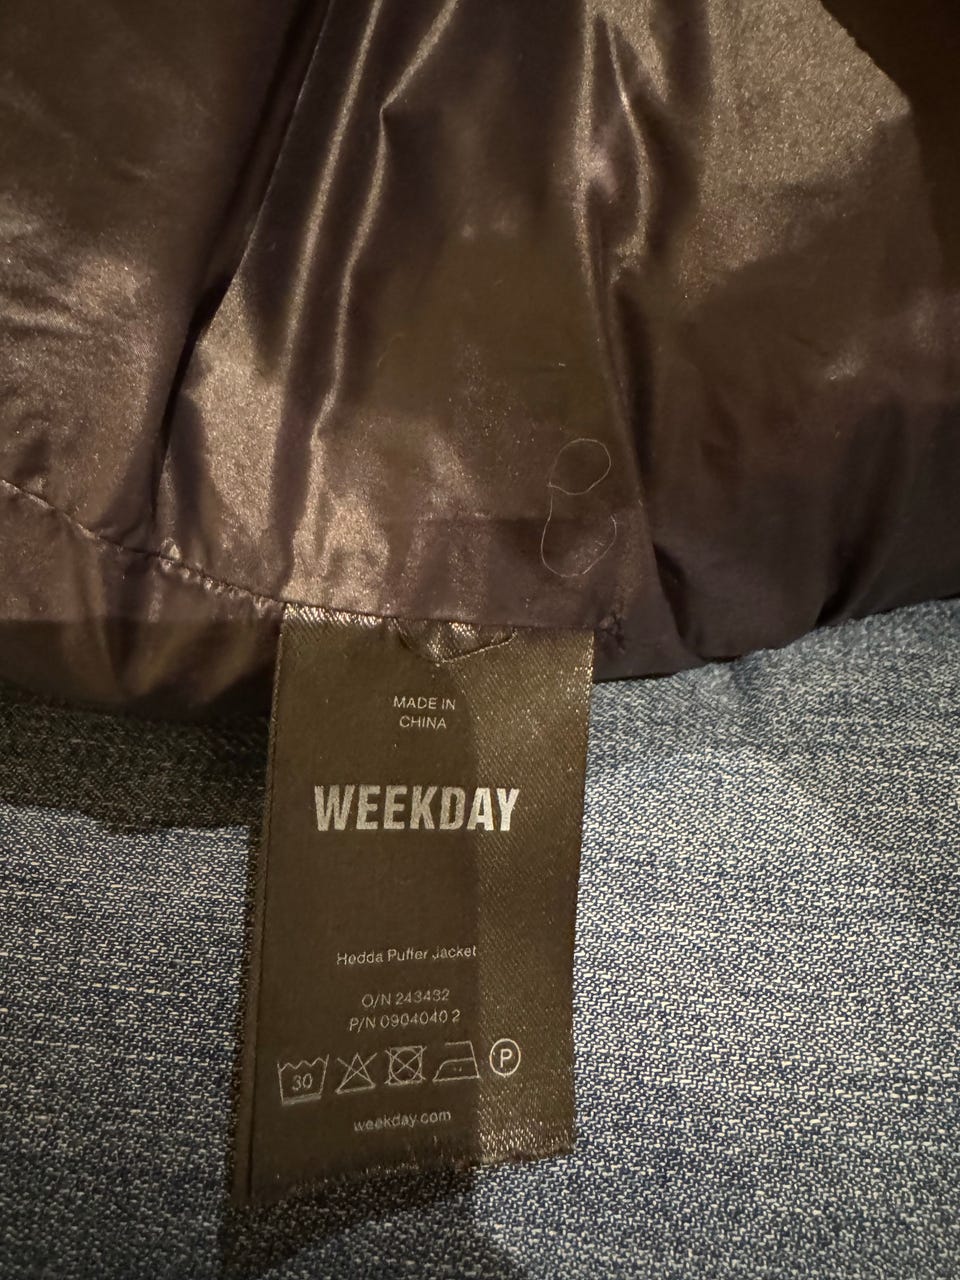 MADE IN
CHINA
WEEKDAY
Hedda Puffer Jacket
O/N 243432
P/N 0904040 2
30
P
weekday.com